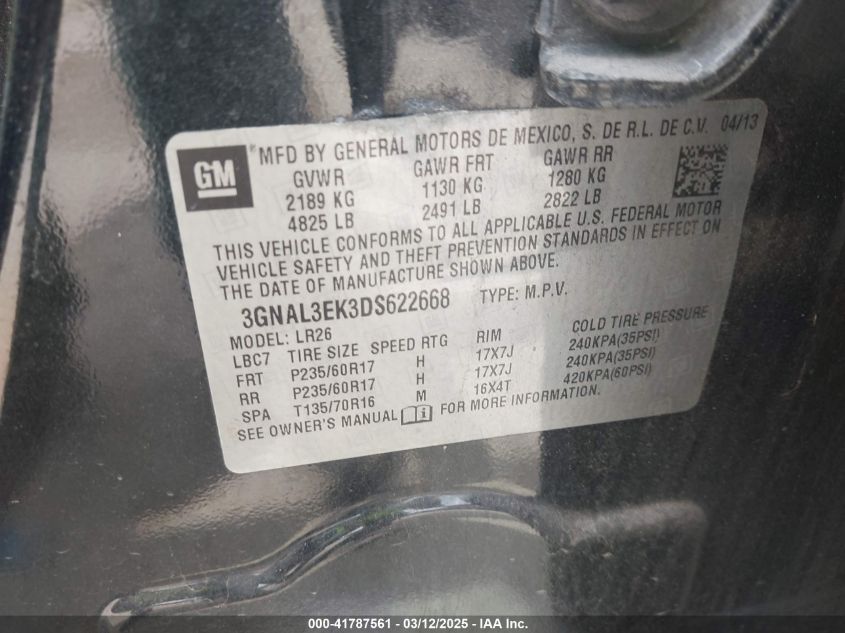 GM
*MFD BY GENERAL MOTORS DE MEXICO, S. DE R.L. DE C.V. 04/13
GVWR GAWR FRT GAWR RR
2189 KG 1130 KG 1280 KG
4825 LB 2491 LB 2822 LB
THIS VEHICLE CONFORMS TO ALL APPLICABLE U.S. FEDERAL MOTOR
VEHICLE SAFETY AND THEFT PREVENTION STANDARDS IN EFFECT ON
THE DATE OF MANUFACTURE SHOWN ABOVE.
3GNAL3EK3DS622668 TYPE: M.P.V.
MODEL: LR26
LBC7 TIRE SIZE SPEED RTG RIM COLD TIRE PRESSURE
FRT P235/60R17 H 17X7J 240KPA(35PSI)
RR P235/60R17 H 17X7J 240KPA(35PSI)
SPA T135/70R16 M 16X4T 420KPA(60PSI)
SEE OWNER'S MANUAL i FOR MORE INFORMATION.
000-41787561 - 03/12/2025 - IAA Inc.